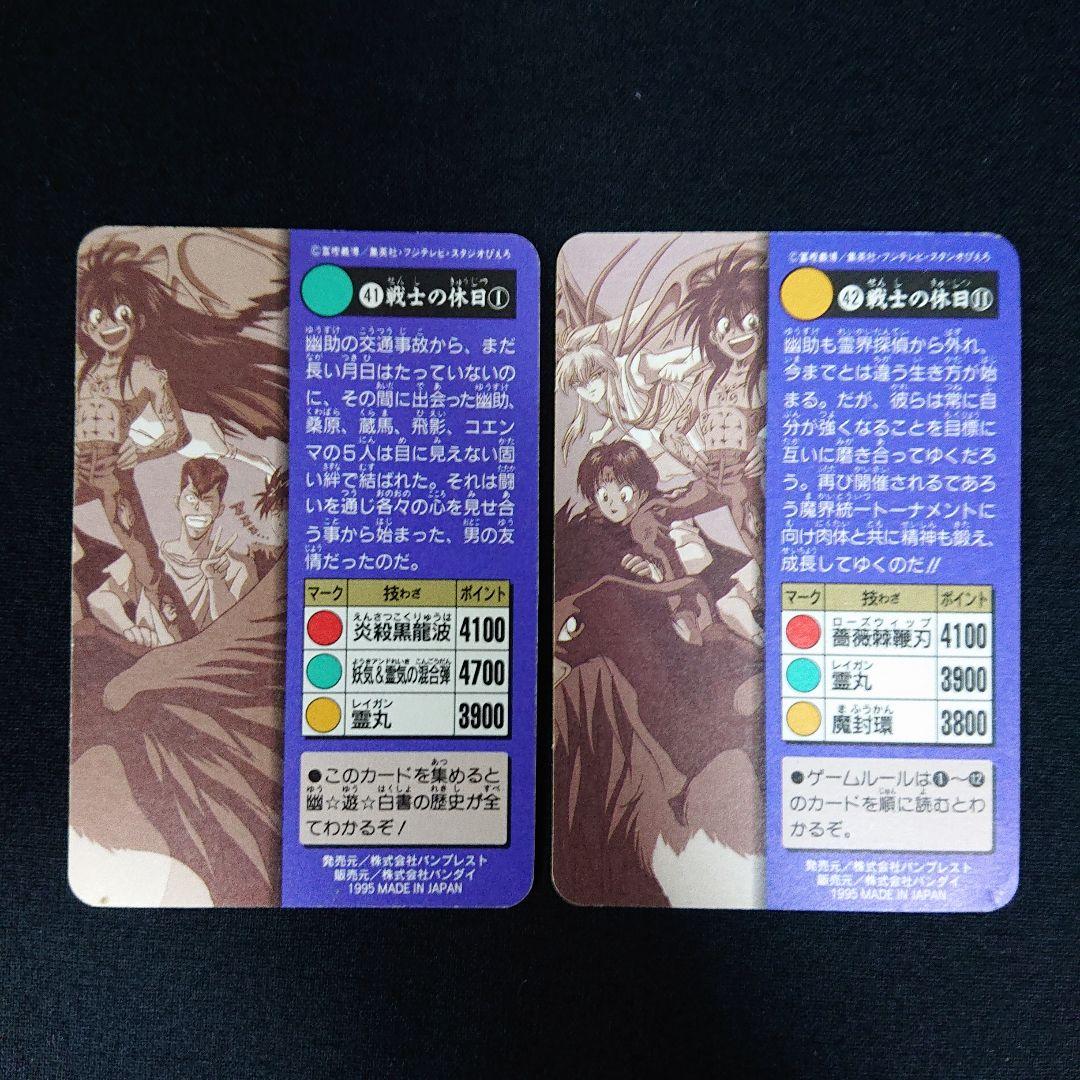 ©冨樫義博／集英社・フジテレビ・スタジオぴえろ
41 戦士の休日Ⅰ
幽助の交通事故から、まだ
長い月日はたっていないの
に、その間に出会った幽助、
桑原、蔵馬、飛影、コエン
マの5人は目に見えない固
い絆で結ばれた。それは闘
いを通じ各々の心を見せ合
う事から始まった、男の友
情だったのだ。
マーク 技わざ ポイント
炎殺黒龍波 4100
妖気&霊気の混合弾 4700
霊丸 3900
●このカードを集めると
幽☆遊☆白書の歴史が全
てわかるぞ!
発売元／株式会社バンプレスト
販売元／株式会社バンダイ
1995 MADE IN JAPAN
©冨樫義博／集英社・フジテレビ・スタジオぴえろ
42 戦士の休日Ⅱ
幽助も霊界探偵から外れ。
今までとは違う生き方が始
まる。だが、彼らは常に自
分が強くなることを目標に
互いに磨き合ってゆくだろ
う。再び開催されるであろ
う魔界統一トーナメントに
向け肉体と共に精神も鍛え、
成長してゆくのだ!!
マーク 技わざ ポイント
薔薇棘鞭刃 4100
霊丸 3900
魔封環 3800
●ゲームルールは❶〜⓬
のカードを順に読むとわ
かるぞ。
発売元／株式会社バンプレスト
販売元／株式会社バンダイ
1995 MADE IN JAPAN